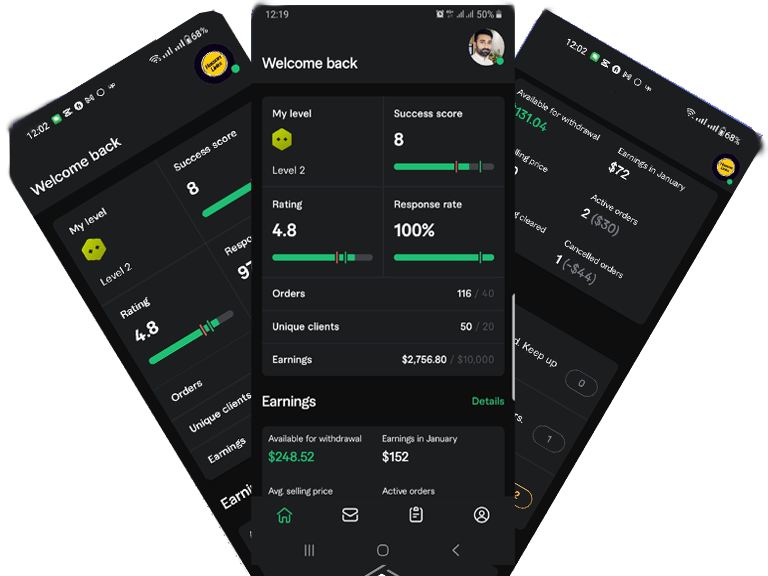 12:02
68%
Welcome back
My level
Success score
8
Level 2
Rating
4.8
Orders
Unique clients
Earnings
12:19
50%
Welcome back
My level
Success score
8
Level 2
Rating
Response rate
4.8
100%
Orders
116 / 40
Unique clients
50 / 20
Earnings
$2,756.80 / $10,000
Earnings
Details
Available for withdrawal
Earnings in January
$248.52
$152
Avg. selling price
Active orders
12:02
68%
Available for withdrawal
Earnings in January
$72
price
Active orders
2 ($30)
cleared
Cancelled orders
1 (-$44)
Keep up
0
1